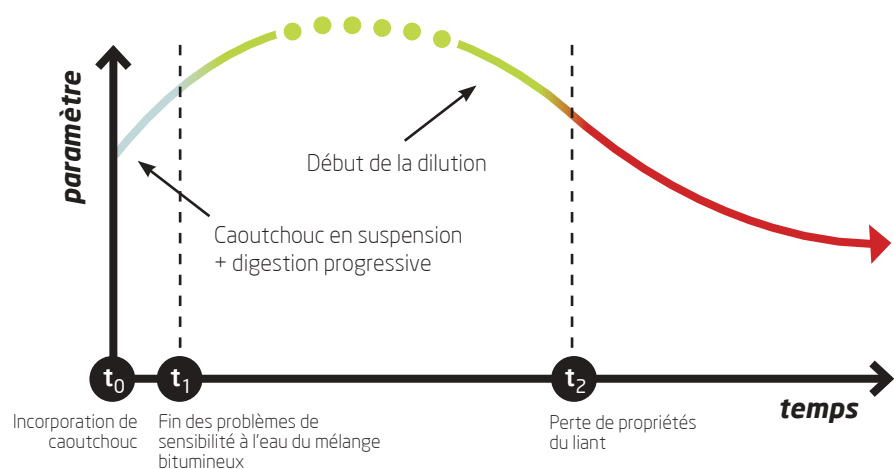 paramètre
Début de la dilution
Caoutchouc en suspension
+ digestion progressive
t0
t1
t2
temps
Incorporation de
caoutchouc
Fin des problèmes de
sensibilité à l'eau du mélange
bitumineux
Perte de propriétés
du liant